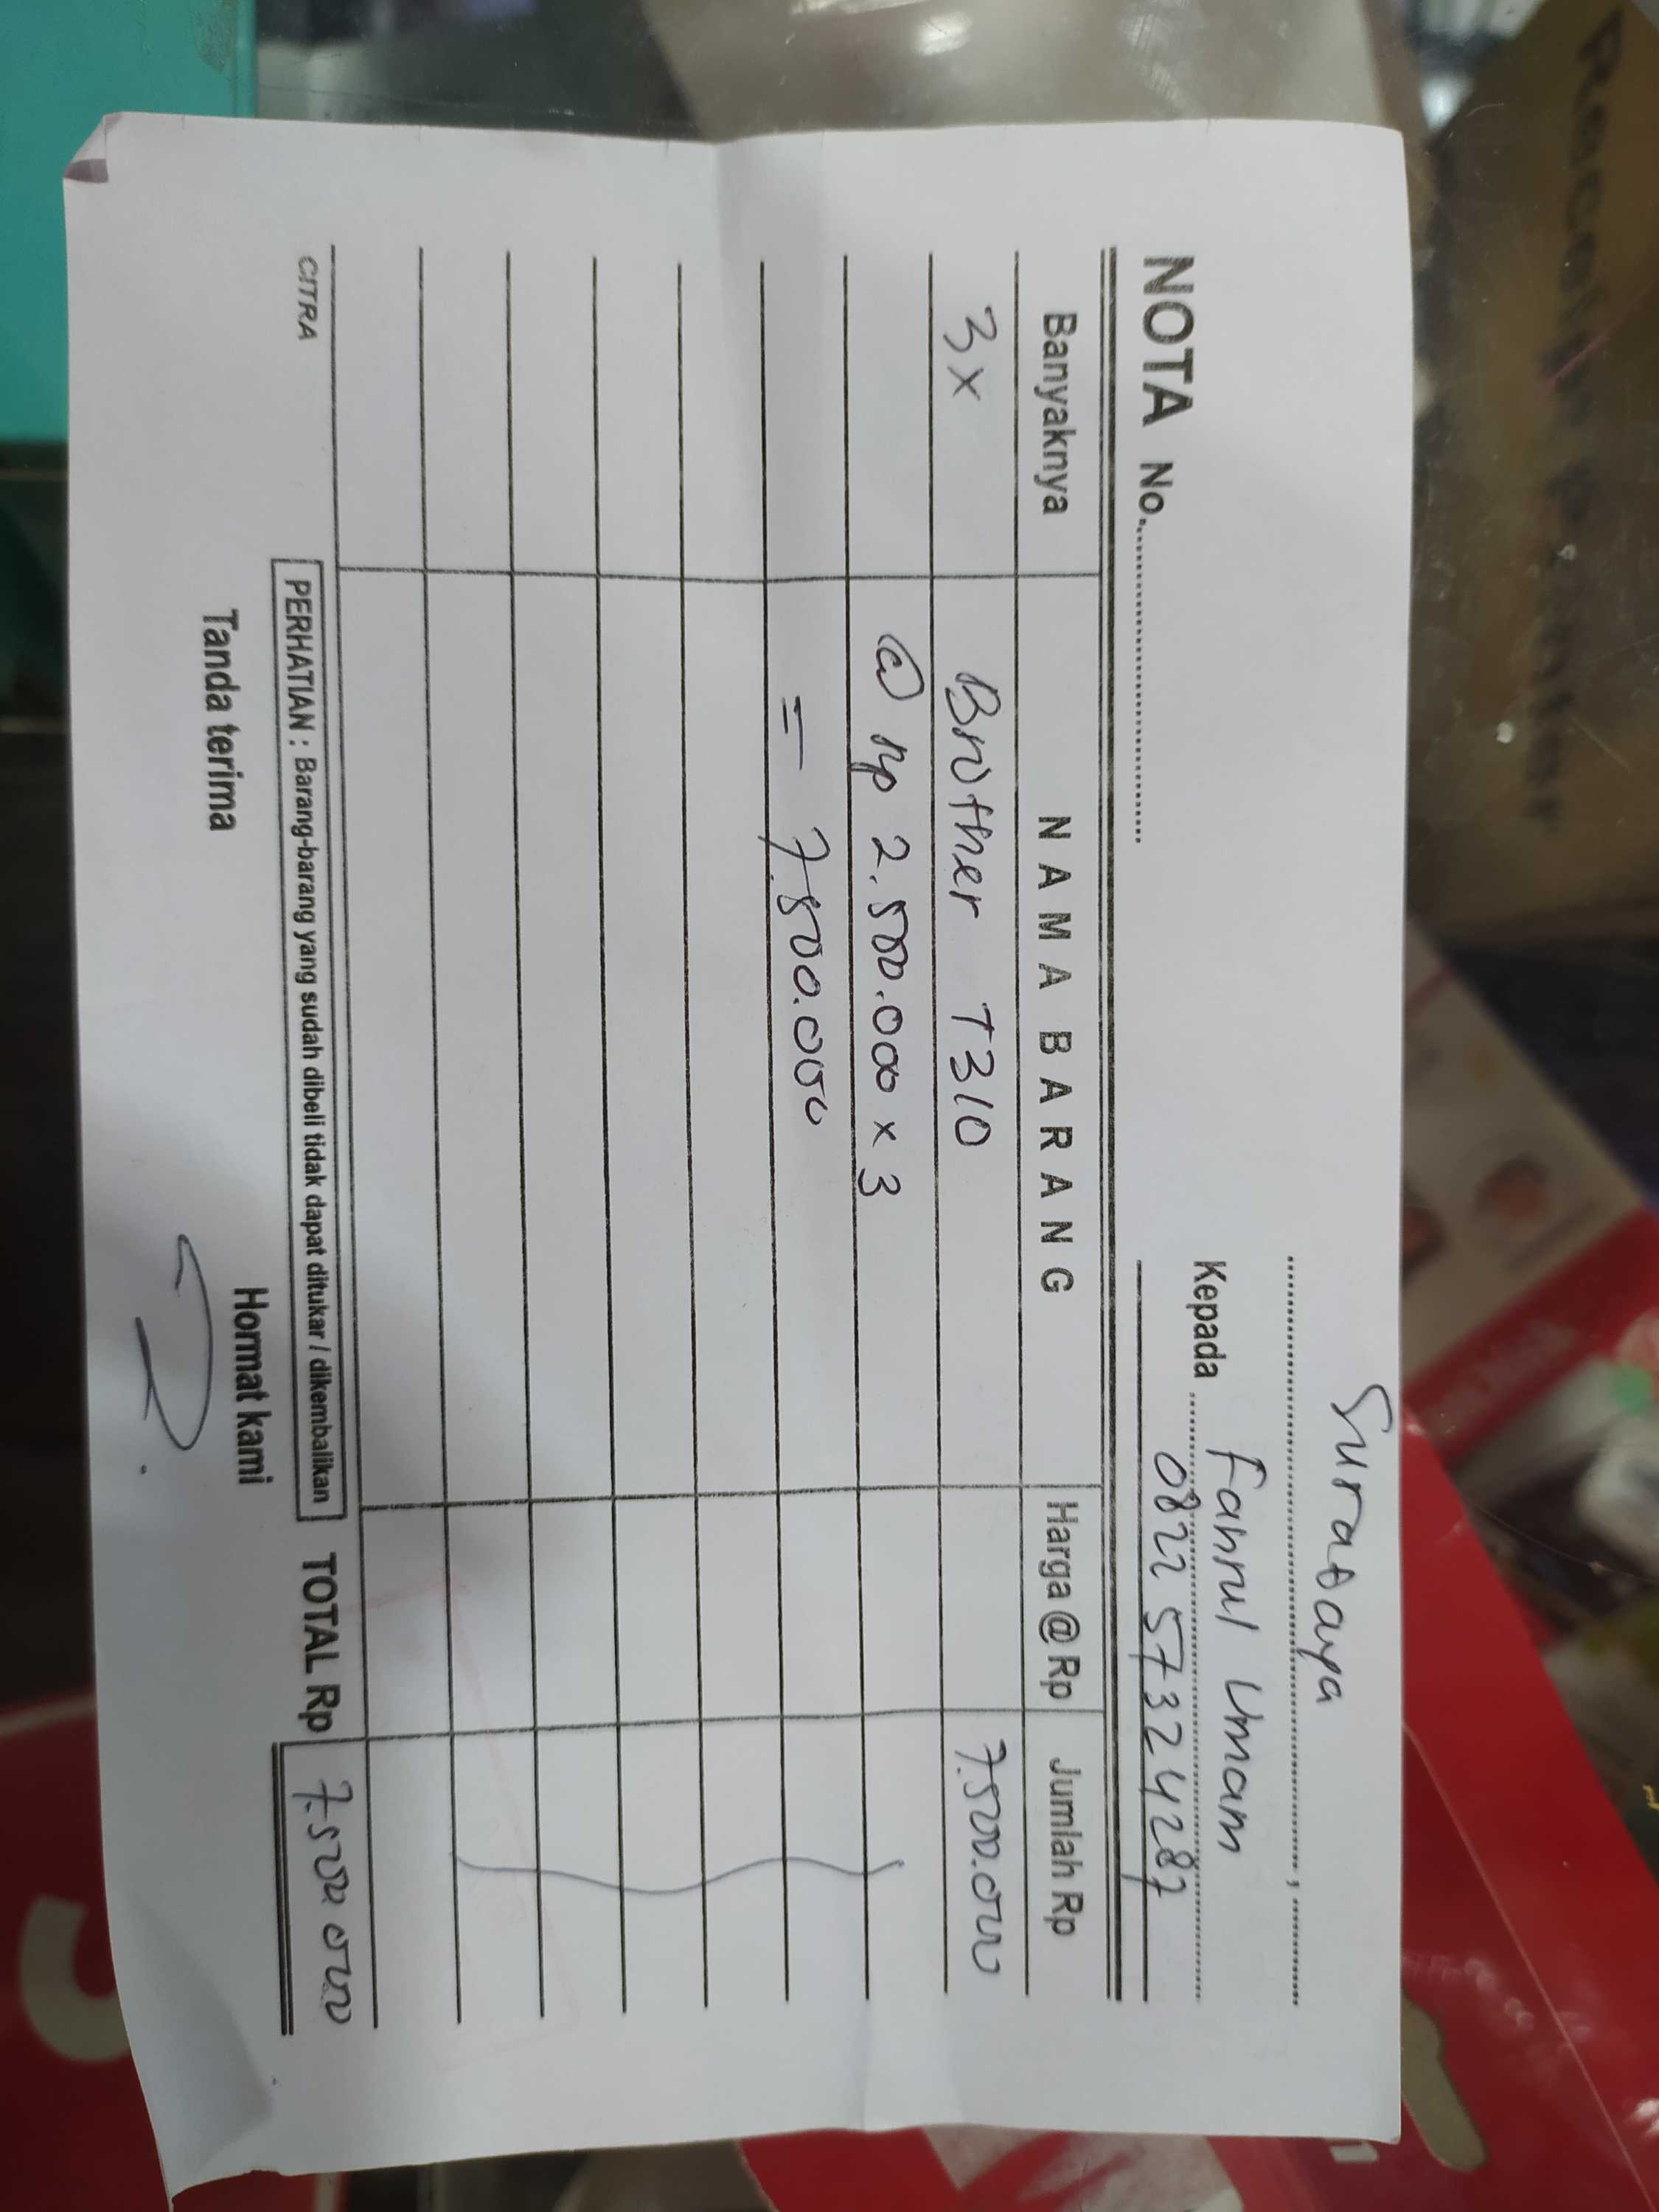 Surabaya
NOTA No. Kepada Fahrul Umam
0822 5732 4287
Banyaknya NAMA BARANG Harga @ Rp Jumlah Rp
3x Brother T310 7.500.000
@ Rp 2.500.000 x 3
= 7.500.000
CITRA PERHATIAN : Barang-barang yang sudah dibeli tidak dapat ditukar / dikembalikan TOTAL Rp 7.500.000
Tanda terima Hormat kami